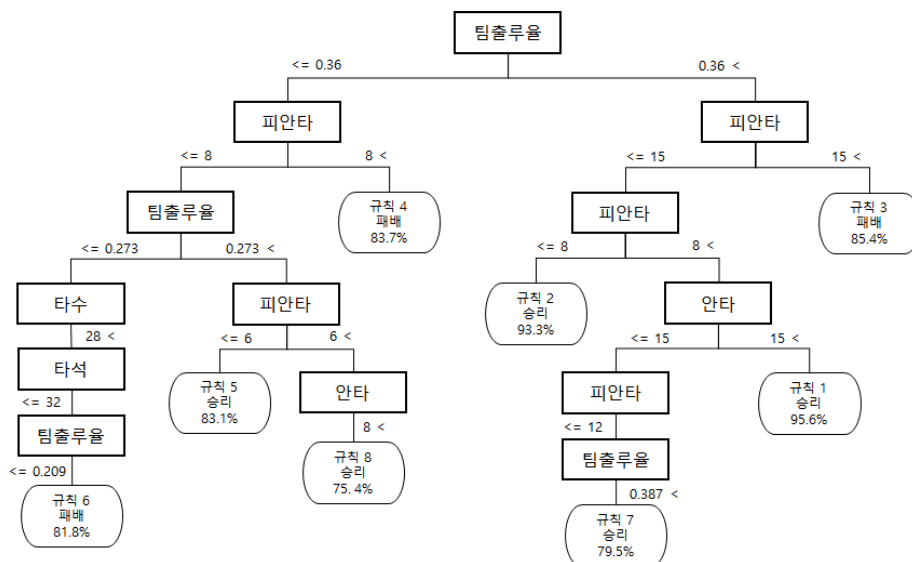 팀출루율
<= 0.36
0.36 <
피안타
피안타
<= 8
8 <
<= 15
15 <
팀출루율
규칙 4
패배
83.7%
피안타
규칙 3
패배
85.4%
<= 0.273
0.273 <
<= 8
8 <
타수
피안타
규칙 2
승리
93.3%
안타
28 <
<= 6
6 <
<= 15
15 <
타석
규칙 5
승리
83.1%
안타
피안타
규칙 1
승리
95.6%
<= 32
8 <
<= 12
팀출루율
규칙 8
승리
75. 4%
팀출루율
<= 0.209
0.387 <
규칙 6
패배
81.8%
규칙 7
승리
79.5%